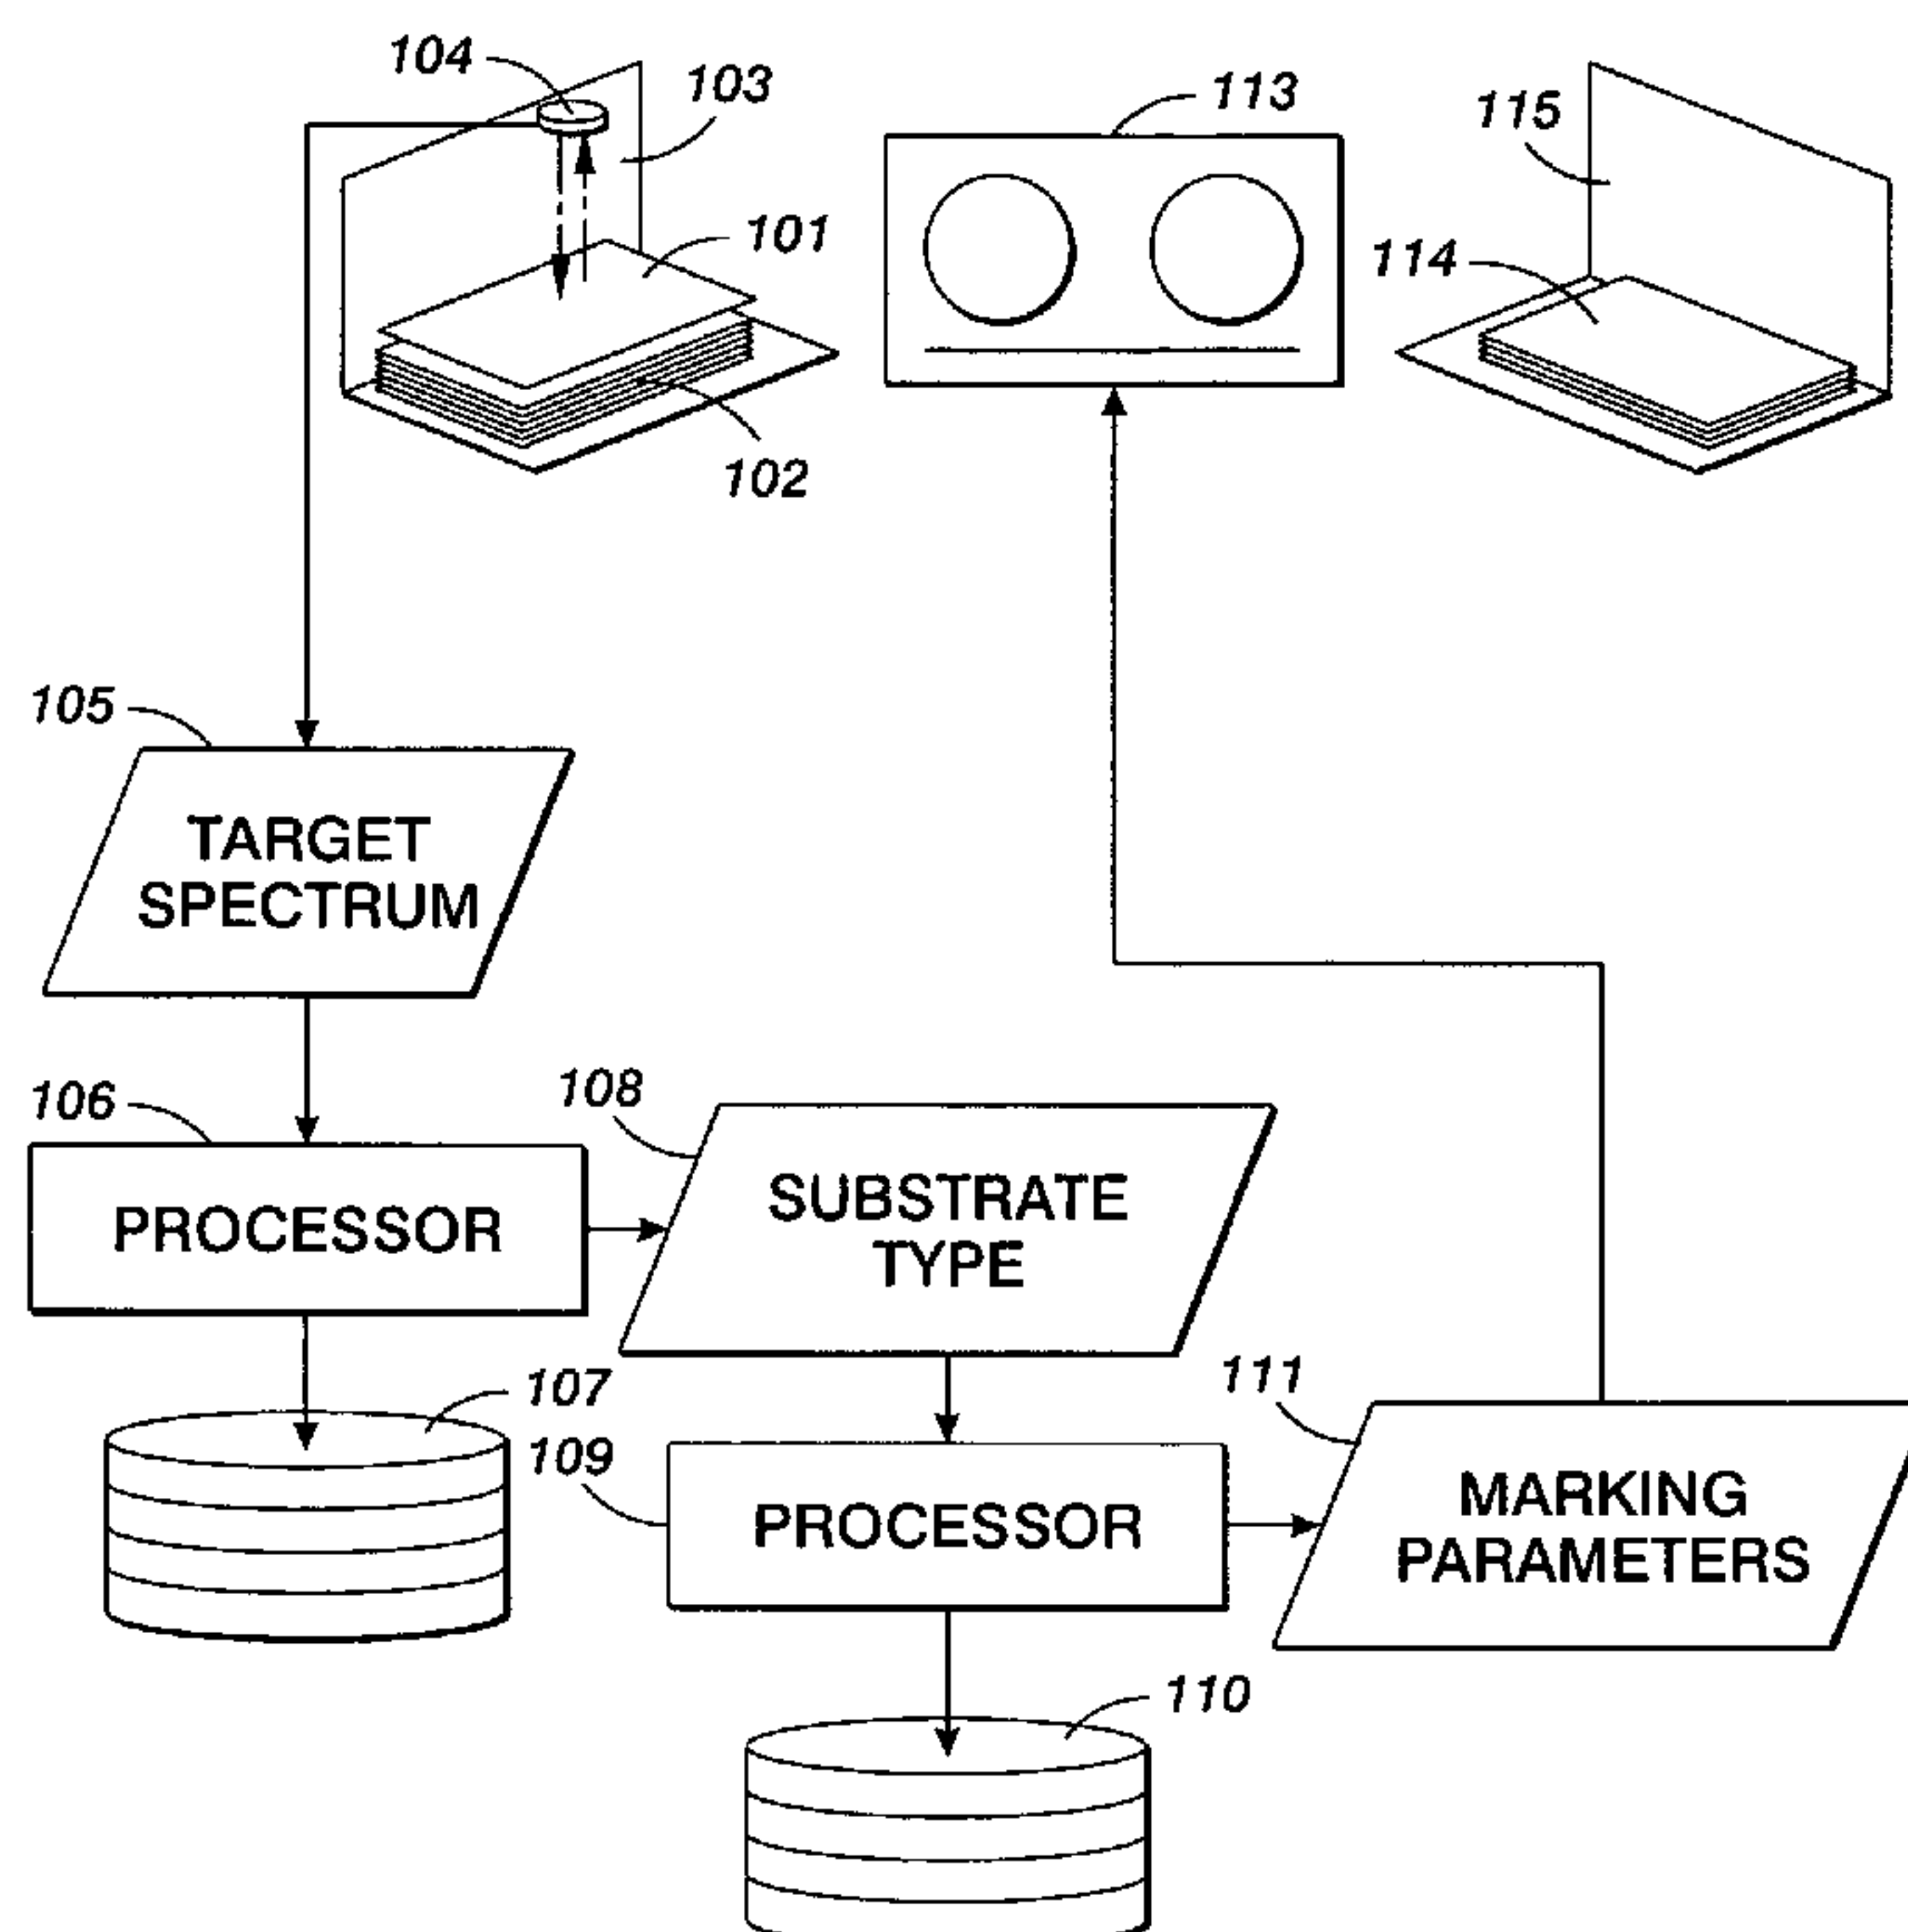 104
103
113
115
101
114
102
105
TARGET
SPECTRUM
106
108
PROCESSOR
SUBSTRATE
TYPE
107
111
109
PROCESSOR
MARKING
PARAMETERS
110